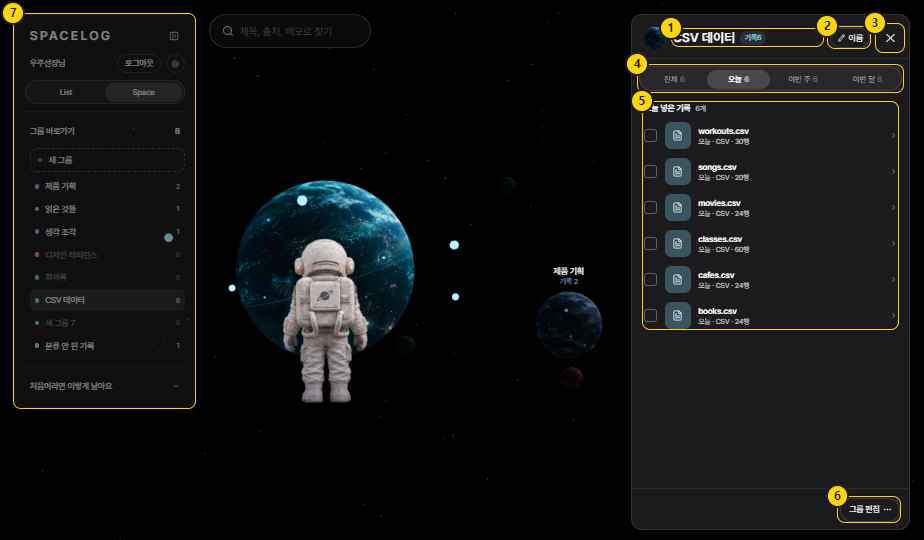 7
SPACELOG
우주선장님
로그아웃
List
Space
그룹 바로가기
8
새 그룹
제품 기획 2
읽은 것들 1
생각 조각 1
디자인 레퍼런스 0
회의록 0
CSV 데이터 6
새 그룹 7 0
분류 안 된 기록 1
처음이라면 이렇게 날아요
제목, 출처, 메모로 찾기
제품 기획
기록 2
1
2
3
CSV 데이터
기록6
이름
4
전체 6
오늘 6
이번 주 6
이번 달 6
5
넣은 기록 6개
workouts.csv
오늘 · CSV · 30행
songs.csv
오늘 · CSV · 20행
movies.csv
오늘 · CSV · 24행
classes.csv
오늘 · CSV · 60행
cafes.csv
오늘 · CSV · 24행
books.csv
오늘 · CSV · 24행
6
그룹 편집 ···